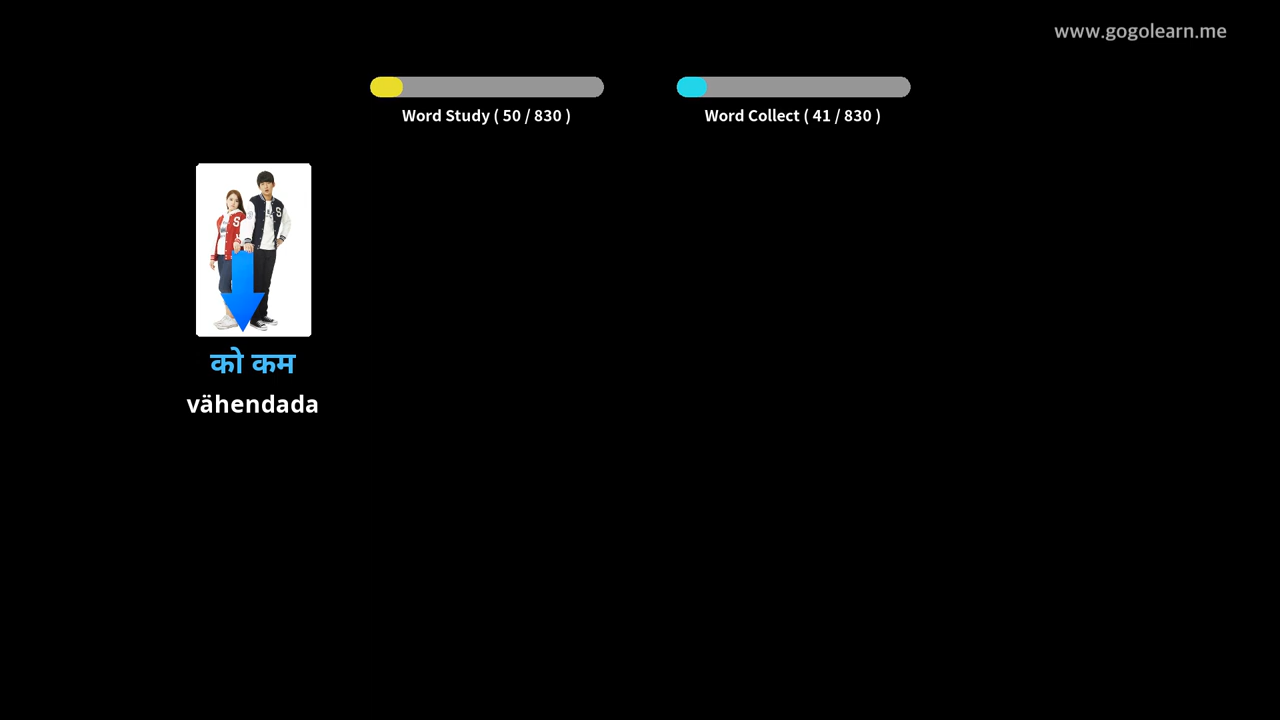 www.gogolearn.me
Word Study ( 50 / 830 )
Word Collect ( 41 / 830 )
S
S
को कम
vähendada